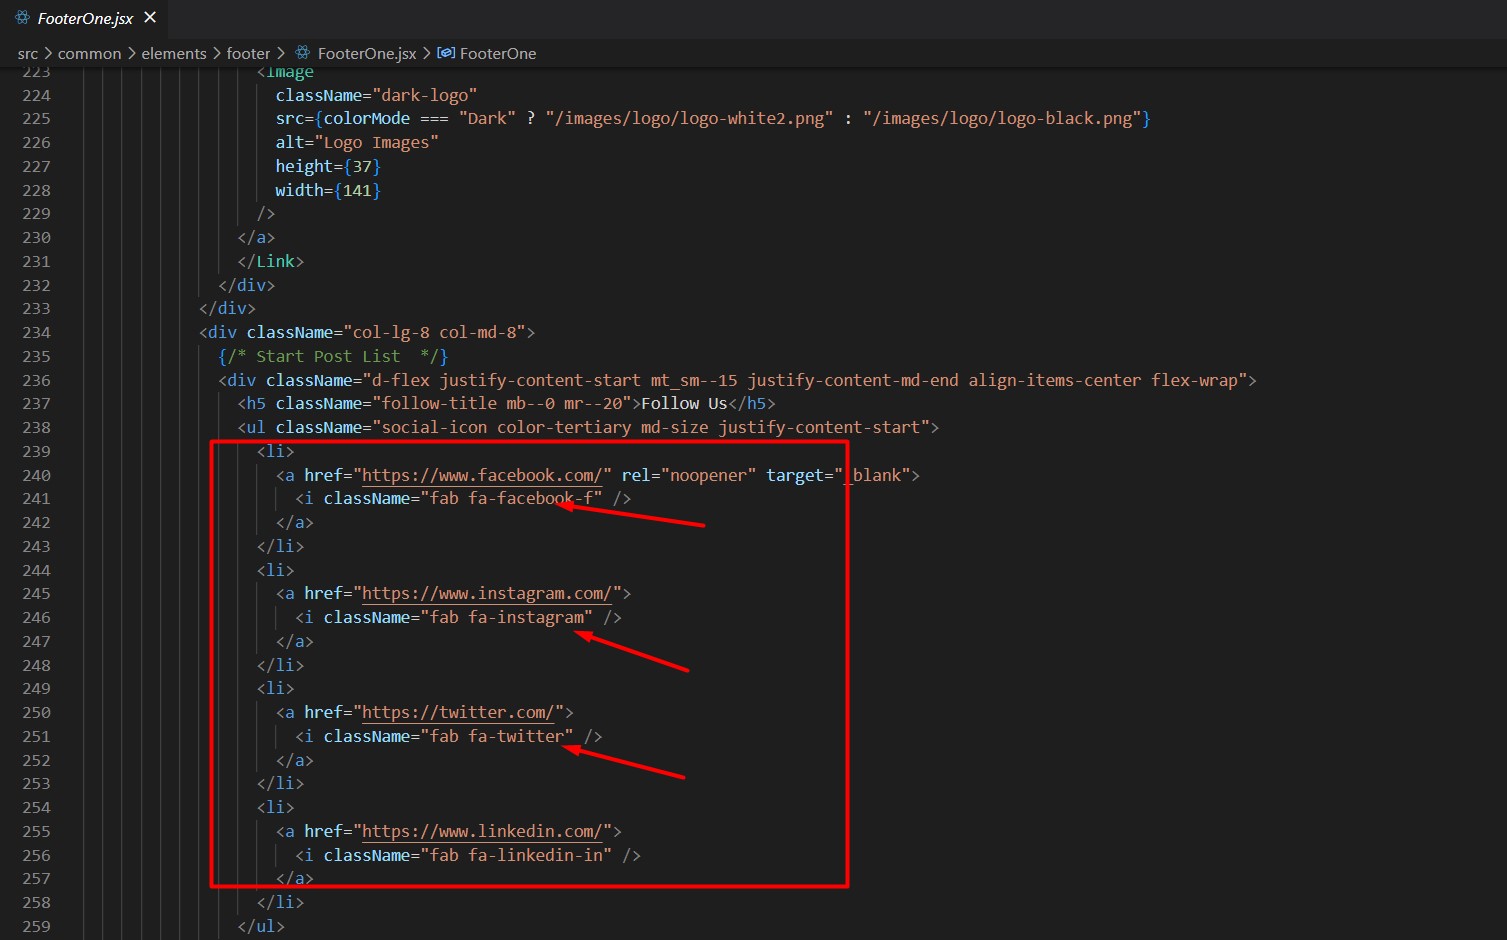 FooterOne.jsx ✕
src > common > elements > footer > FooterOne.jsx > FooterOne
223 <Image
224 className="dark-logo"
225 src={colorMode === "Dark" ? "/images/logo/logo-white2.png" : "/images/logo/logo-black.png"}
226 alt="Logo Images"
227 height={37}
228 width={141}
229 />
230 </a>
231 </Link>
232 </div>
233 </div>
234 <div className="col-lg-8 col-md-8">
235 {/* Start Post List  */}
236 <div className="d-flex justify-content-start mt_sm--15 justify-content-md-end align-items-center flex-wrap">
237 <h5 className="follow-title mb--0 mr--20">Follow Us</h5>
238 <ul className="social-icon color-tertiary md-size justify-content-start">
239 <li>
240 <a href="https://www.facebook.com/" rel="noopener" target="_blank">
241 <i className="fab fa-facebook-f" />
242 </a>
243 </li>
244 <li>
245 <a href="https://www.instagram.com/">
246 <i className="fab fa-instagram" />
247 </a>
248 </li>
249 <li>
250 <a href="https://twitter.com/">
251 <i className="fab fa-twitter" />
252 </a>
253 </li>
254 <li>
255 <a href="https://www.linkedin.com/">
256 <i className="fab fa-linkedin-in" />
257 </a>
258 </li>
259 </ul>